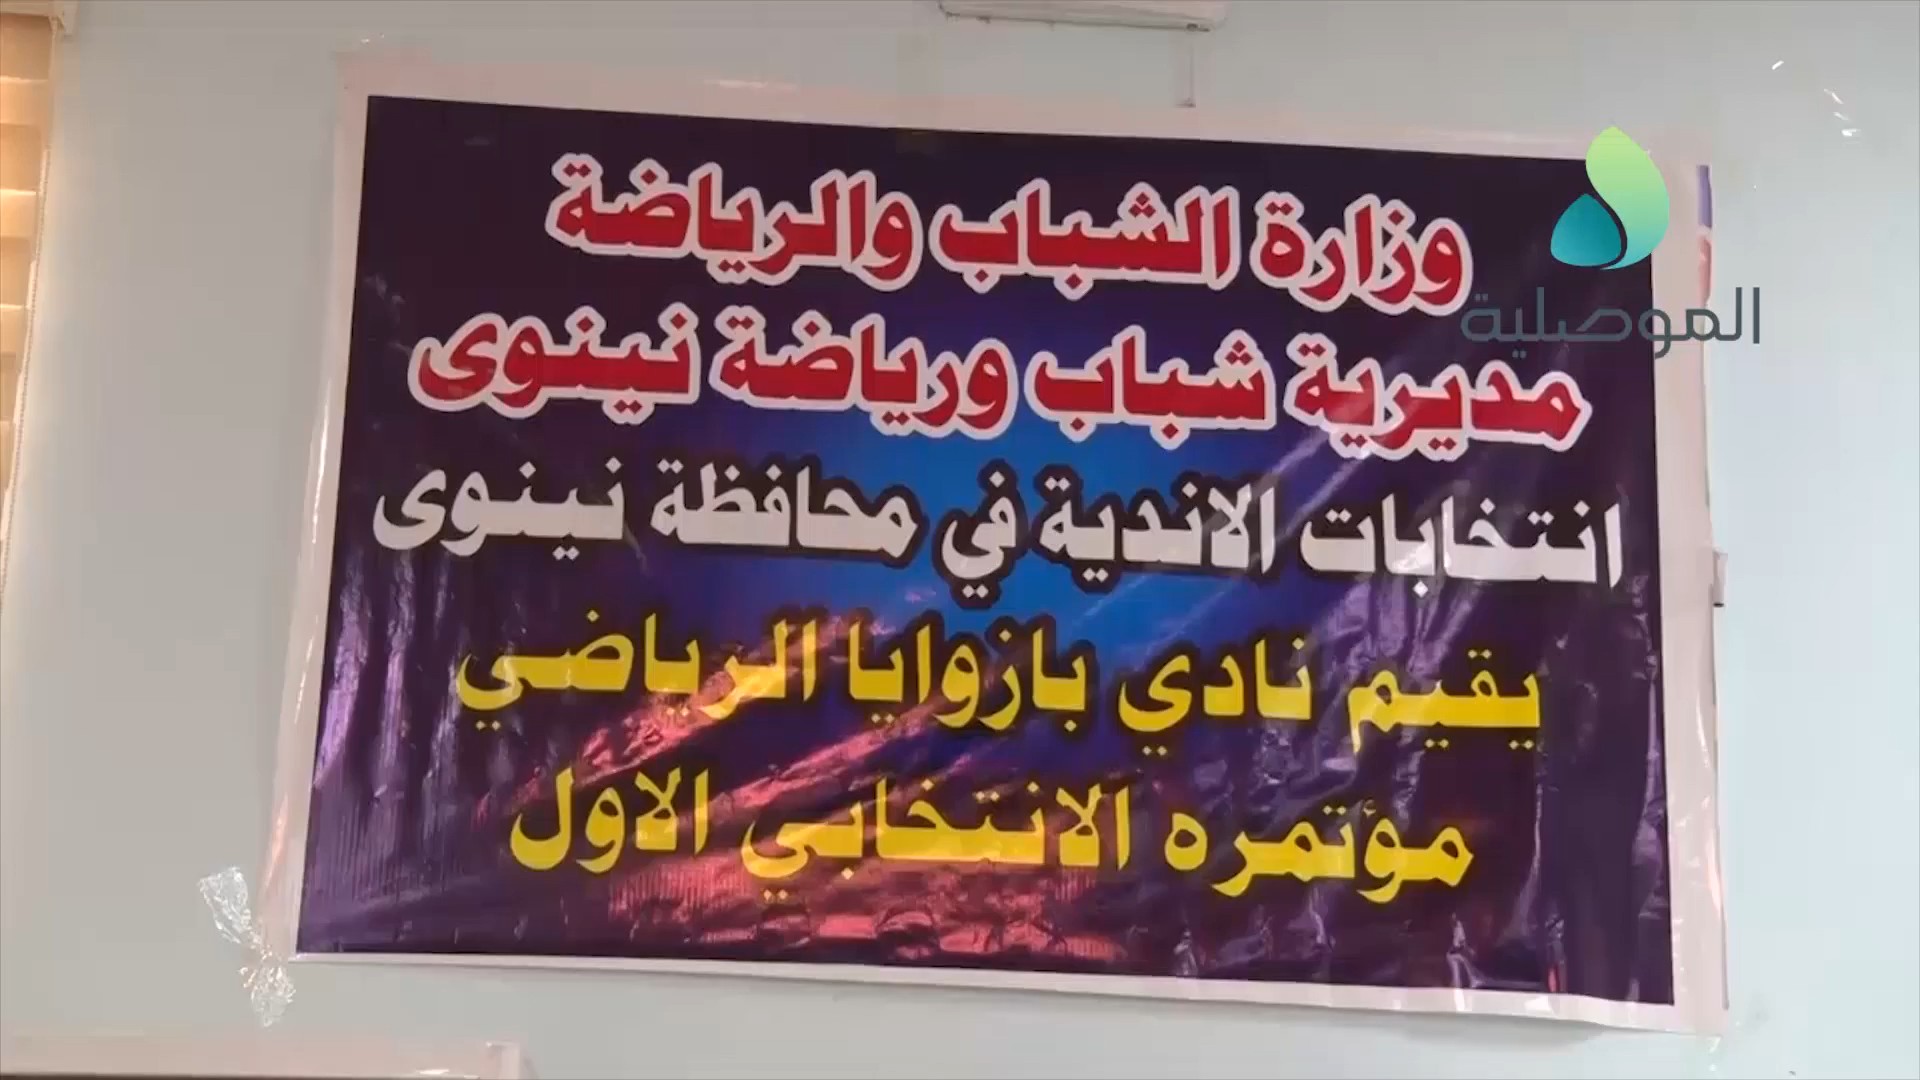 وزارة الشباب والرياضة
الموصلية
مديرية شباب ورياضة نينوى
انتخابات الاندية في محافظة نينوى
يقيم نادي بازوايا الرياضي
مؤتمره الانتخابي الاول